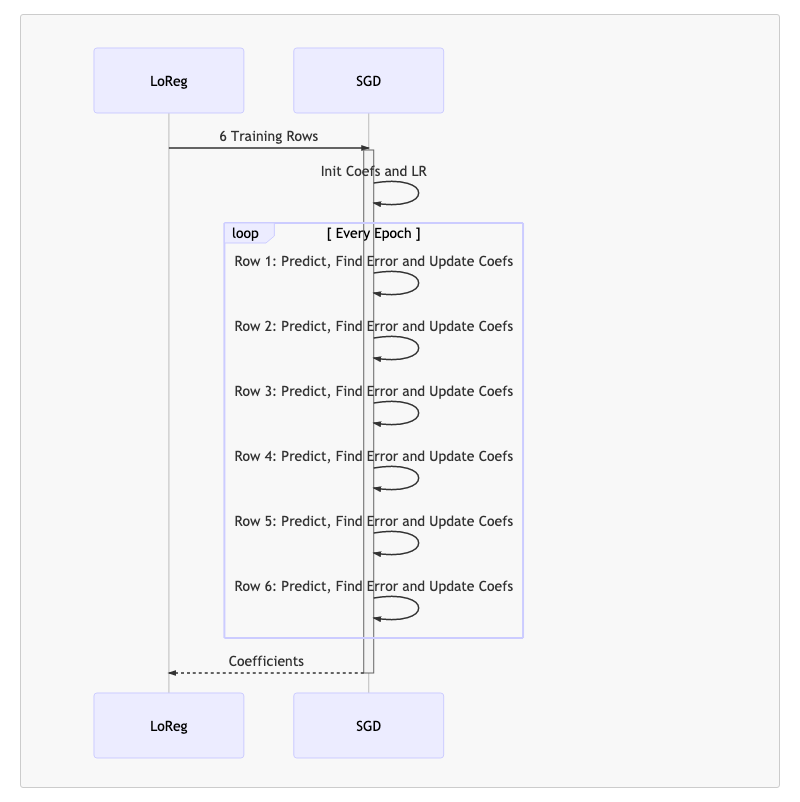 LoReg
SGD
6 Training Rows
Init Coefs and LR
loop
[ Every Epoch ]
Row 1: Predict, Find Error and Update Coefs
Row 2: Predict, Find Error and Update Coefs
Row 3: Predict, Find Error and Update Coefs
Row 4: Predict, Find Error and Update Coefs
Row 5: Predict, Find Error and Update Coefs
Row 6: Predict, Find Error and Update Coefs
Coefficients
LoReg
SGD